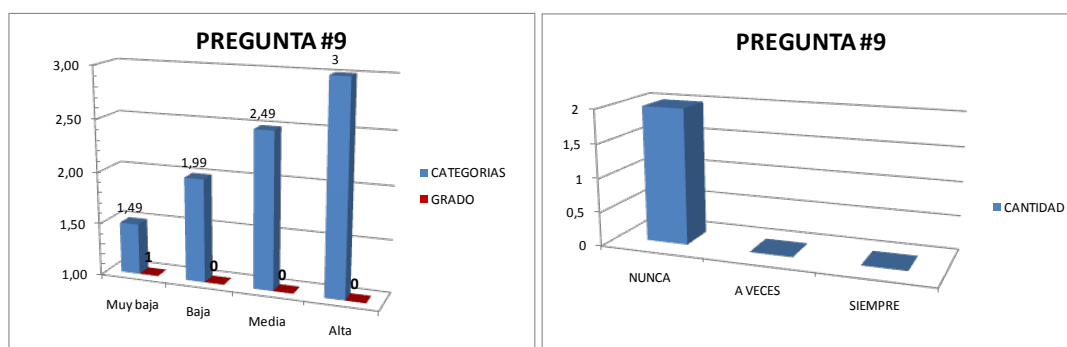 PREGUNTA #9
3,00
2,50
2,00
1,50
1,00
1,49
1,99
2,49
3
1
0
0
0
Muy baja
Baja
Media
Alta
CATEGORIAS
GRADO
PREGUNTA #9
2
1,5
1
0,5
0
NUNCA
A VECES
SIEMPRE
CANTIDAD